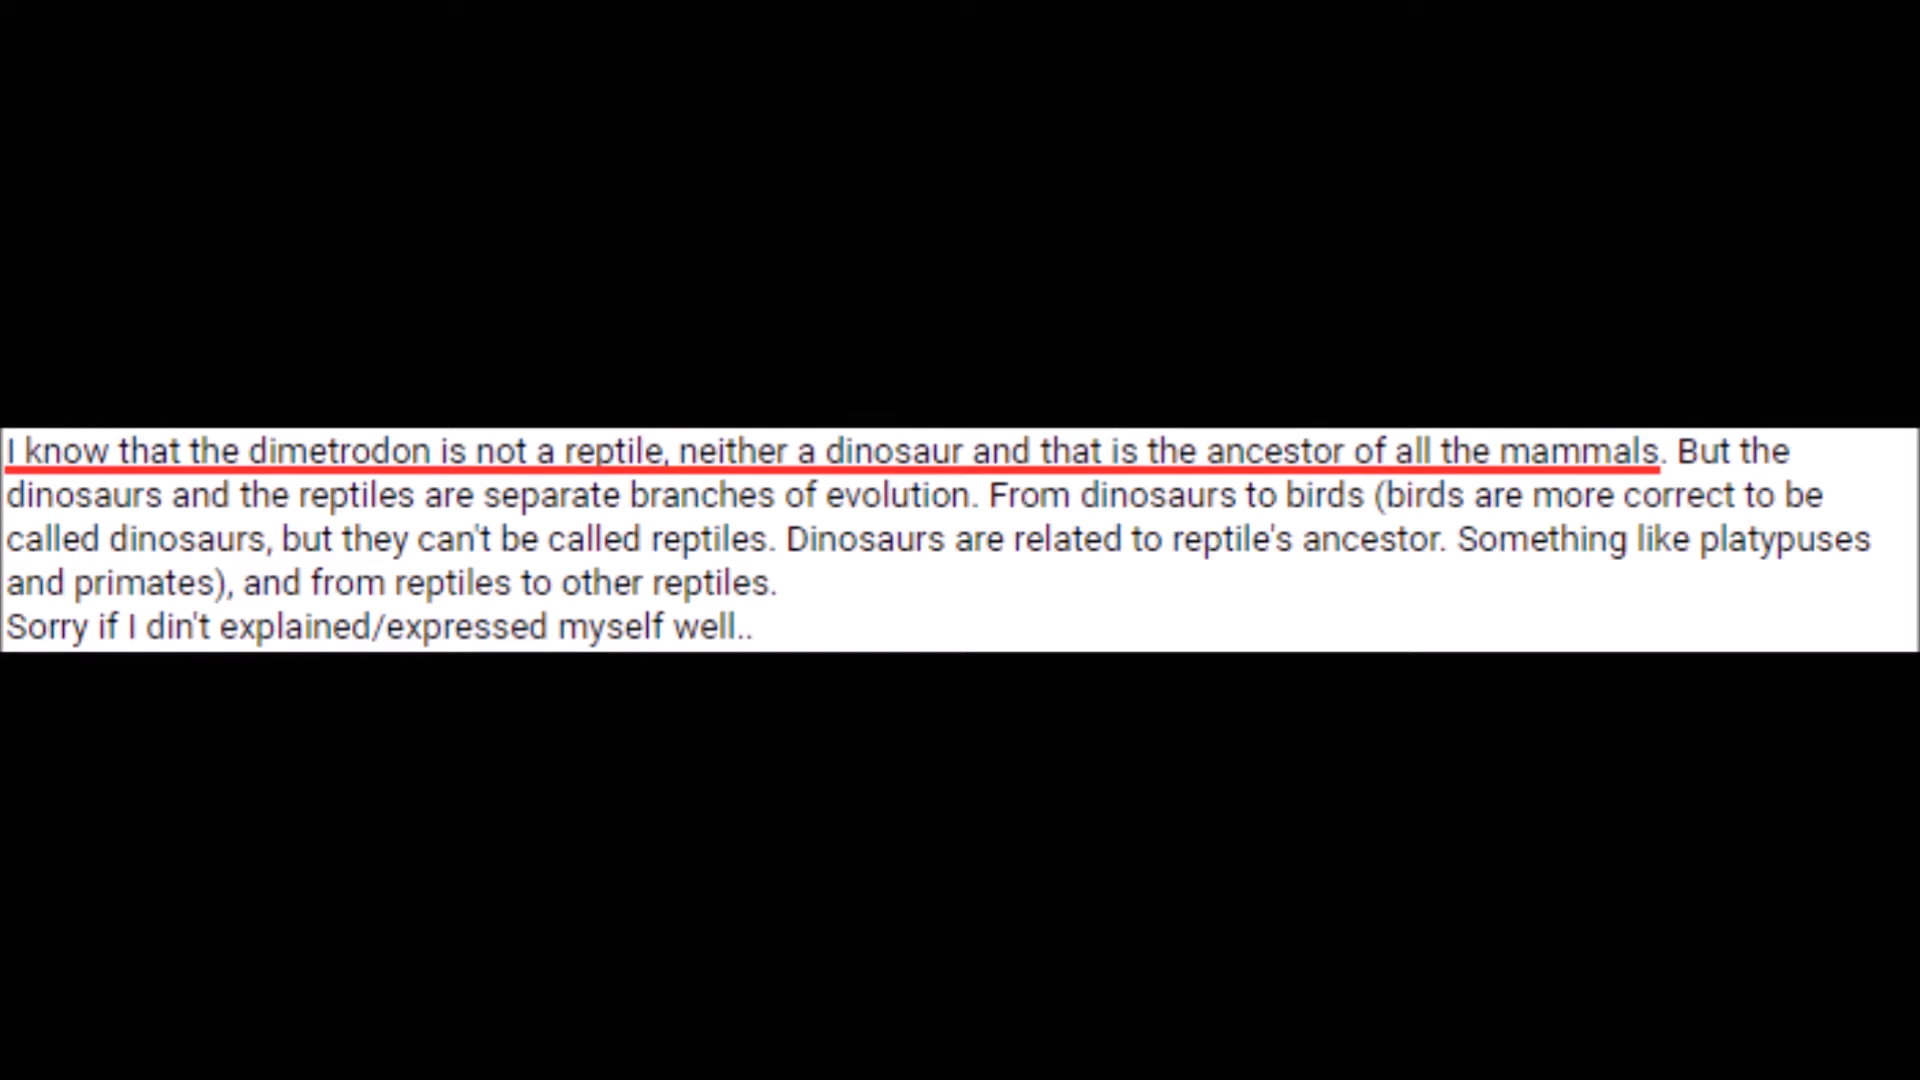 I know that the dimetrodon is not a reptile, neither a dinosaur and that is the ancestor of all the mammals. But the
dinosaurs and the reptiles are separate branches of evolution. From dinosaurs to birds (birds are more correct to be
called dinosaurs, but they can't be called reptiles. Dinosaurs are related to reptile's ancestor. Something like platypuses
and primates), and from reptiles to other reptiles.
Sorry if I din't explained/expressed myself well..